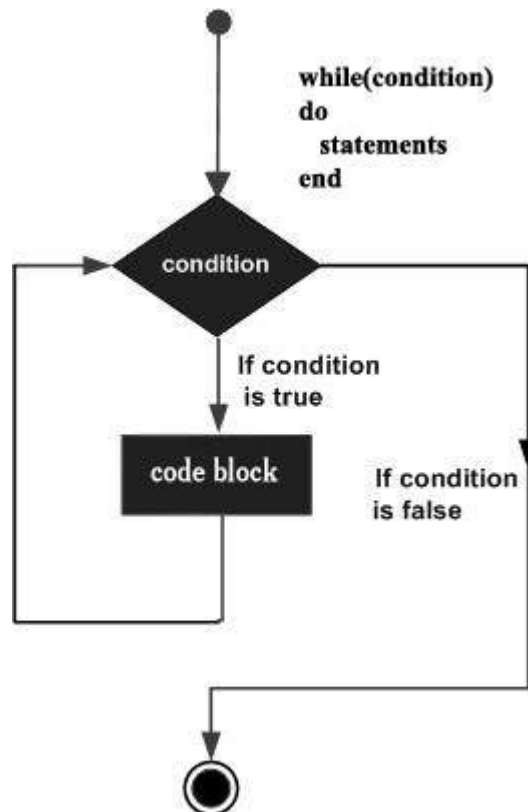 while(condition)
do
statements
end
condition
If condition
is true
code block
If condition
is false